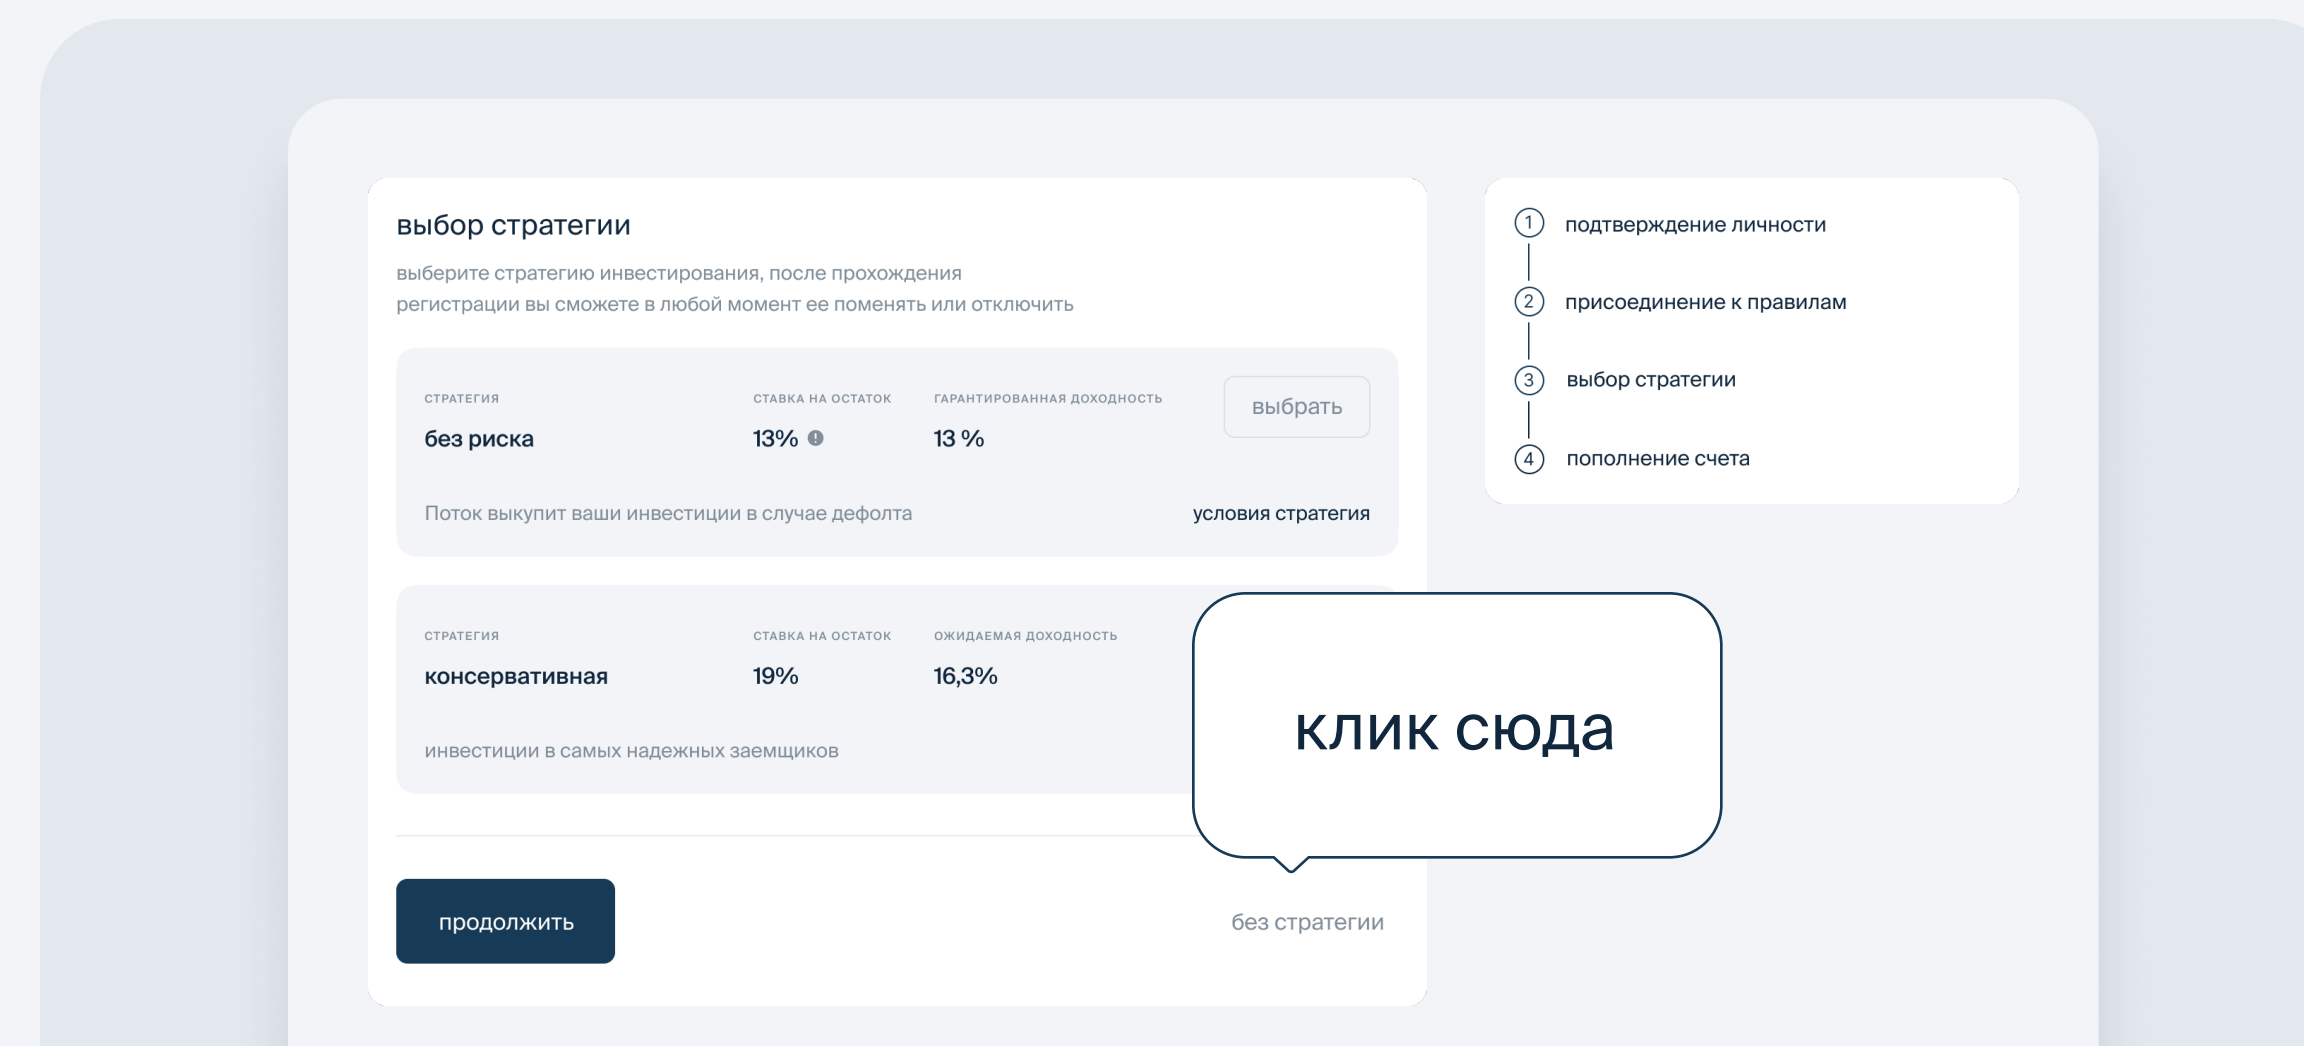 выбор стратегии
выберите стратегию инвестирования, после прохождения
регистрации вы сможете в любой момент ее поменять или отключить
СТРАТЕГИЯ
СТАВКА НА ОСТАТОК
ГАРАНТИРОВАННАЯ ДОХОДНОСТЬ
выбрать
без риска
13%
13 %
Поток выкупит ваши инвестиции в случае дефолта
условия стратегия
СТРАТЕГИЯ
СТАВКА НА ОСТАТОК
ОЖИДАЕМАЯ ДОХОДНОСТЬ
консервативная
19%
16,3%
инвестиции в самых надежных заемщиков
клик сюда
продолжить
без стратегии
1 подтверждение личности
2 присоединение к правилам
3 выбор стратегии
4 пополнение счета